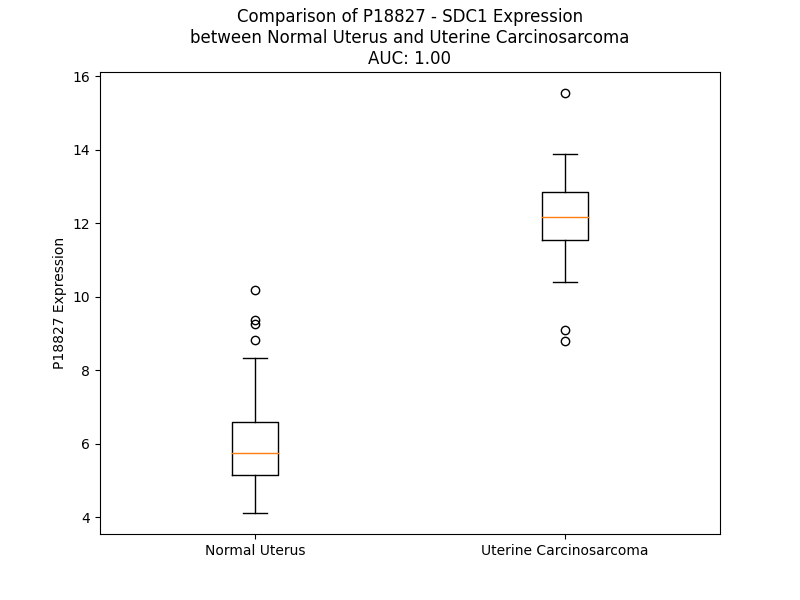 Comparison of P18827 - SDC1 Expression
between Normal Uterus and Uterine Carcinosarcoma
AUC: 1.00
16
14
12
10
8
6
4
P18827 Expression
Normal Uterus
Uterine Carcinosarcoma